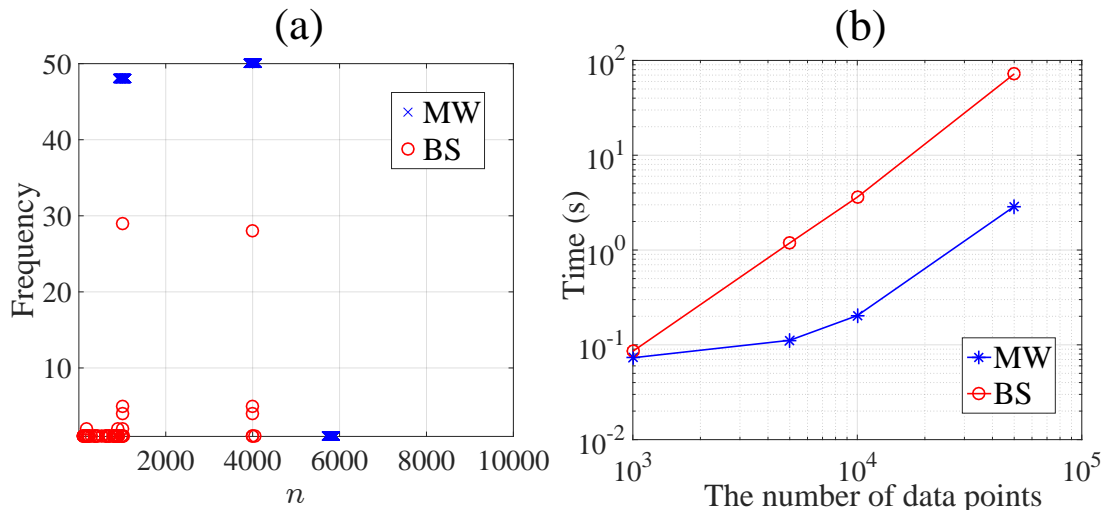 (a)
Frequency
50
40
30
20
10
2000
4000
6000
8000
10000
n
MW
BS
(b)
Time (s)
10^2
10^1
10^0
10^-1
10^-2
10^3
10^4
10^5
The number of data points
MW
BS